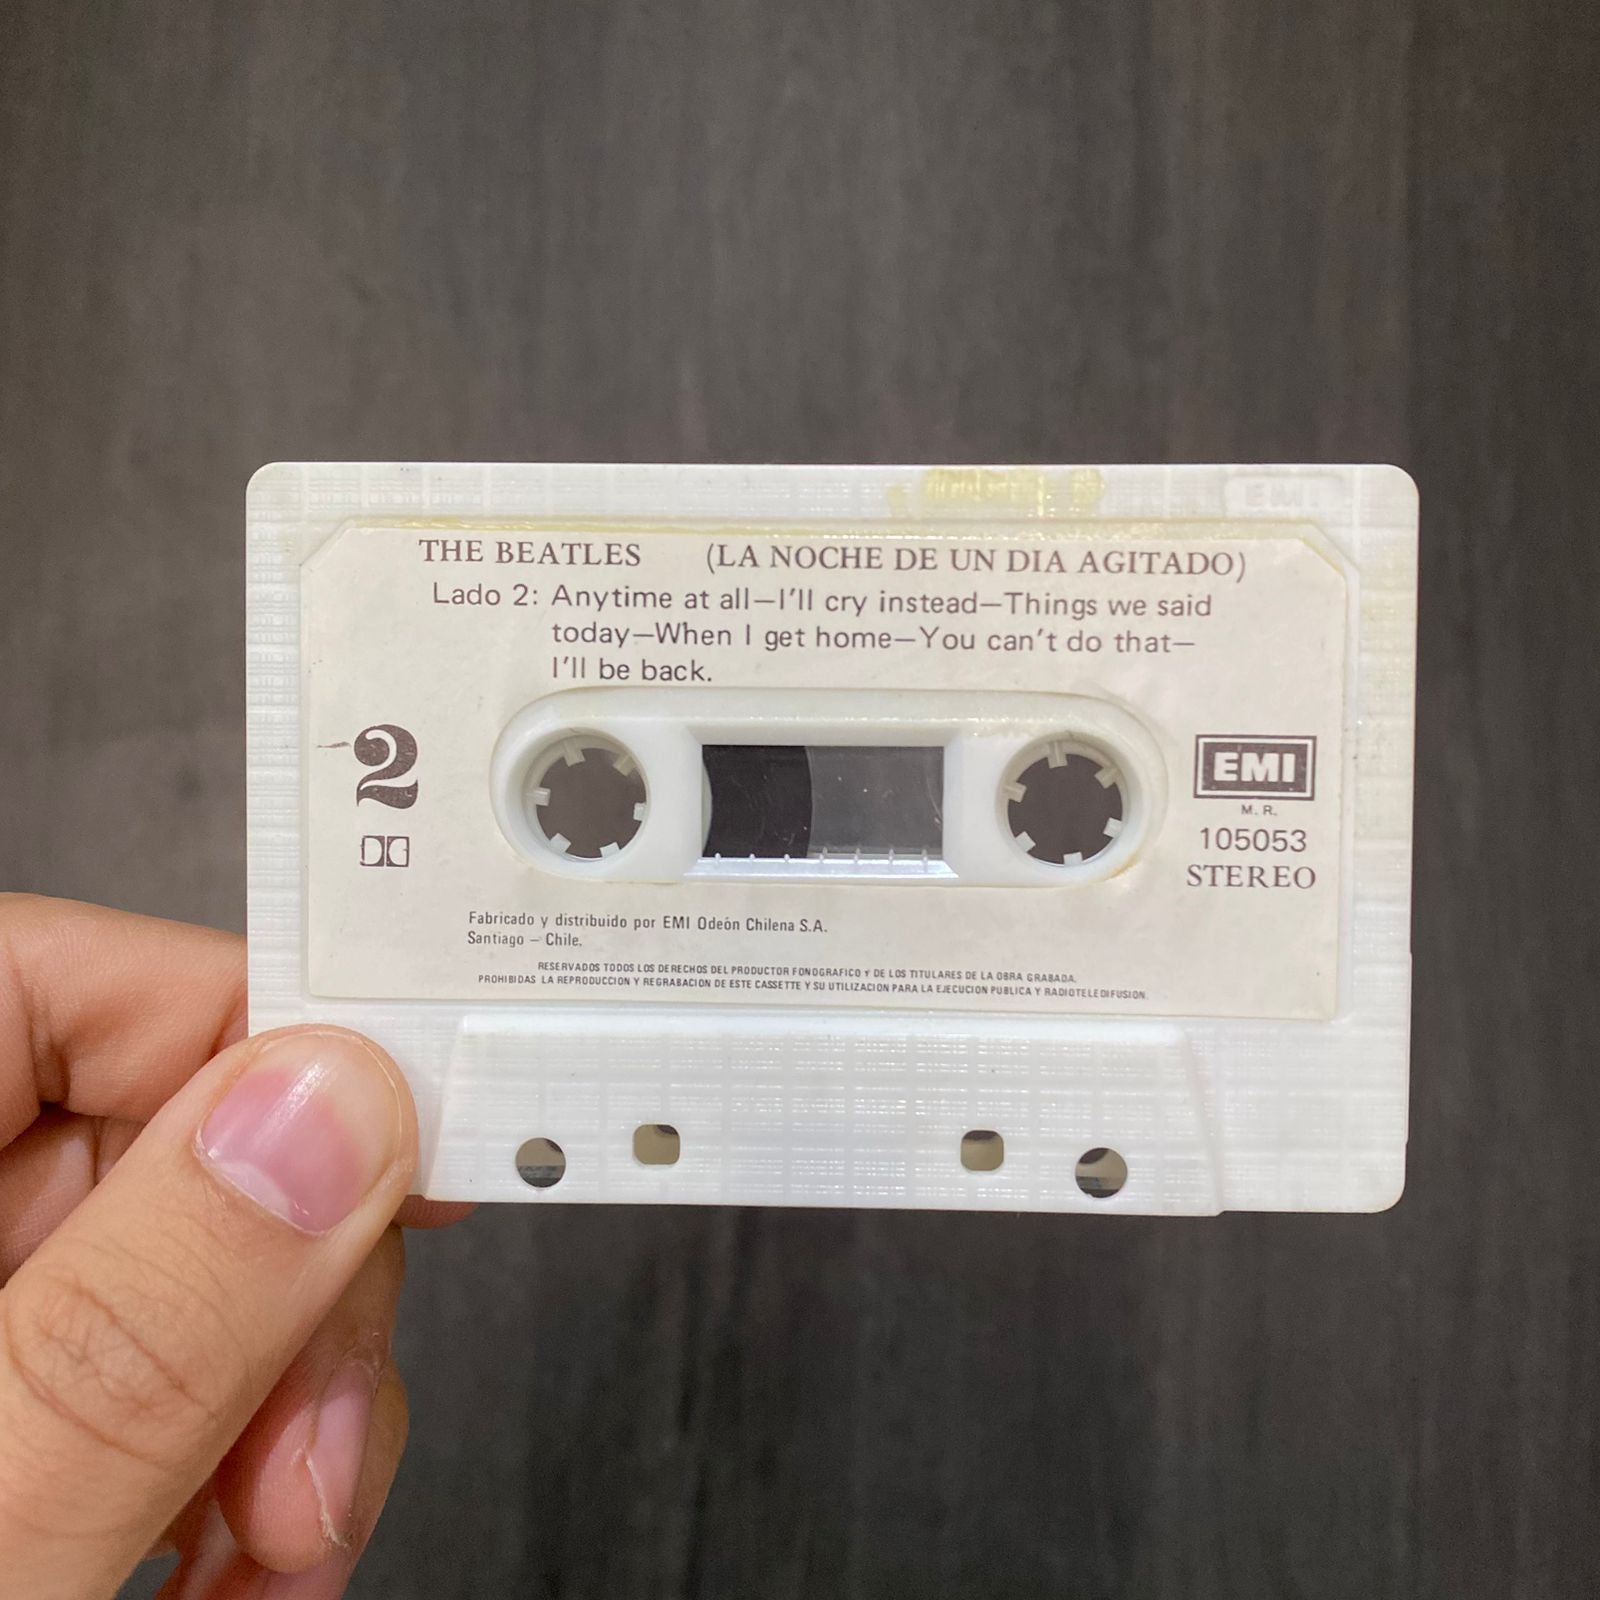 EMI
THE BEATLES (LA NOCHE DE UN DIA AGITADO)
Lado 2: Anytime at all—I'll cry instead—Things we said
today—When I get home—You can't do that—
I'll be back.
2
EMI
M. R.
105053
STEREO
Fabricado y distribuido por EMI Odeón Chilena S.A.
Santiago – Chile.
RESERVADOS TODOS LOS DERECHOS DEL PRODUCTOR FONOGRAFICO Y DE LOS TITULARES DE LA OBRA GRABADA.
PROHIBIDAS LA REPRODUCCION Y REGRABACION DE ESTE CASSETTE Y SU UTILIZACION PARA LA EJECUCION PUBLICA Y RADIOTELEDIFUSION.